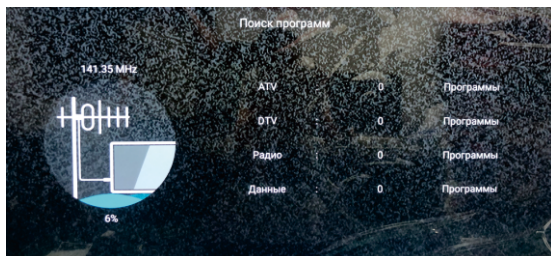 Поиск программ
141.35 MHz
ATV : 0 Программы
DTV : 0 Программы
Радио : 0 Программы
Данные : 0 Программы
6%